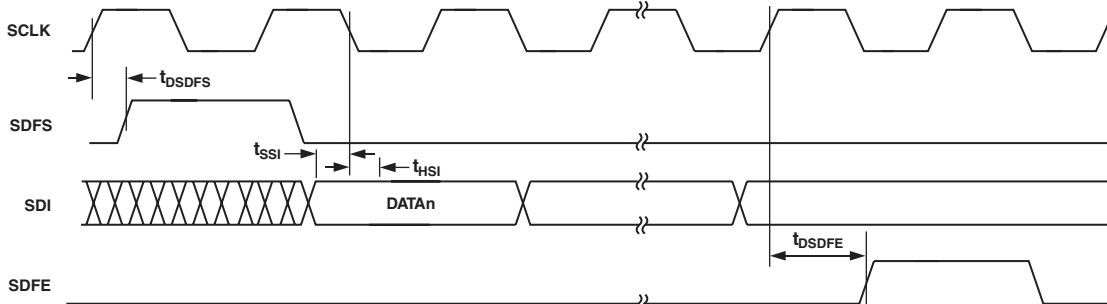 SCLK
tDSDFS
SDFS
tSSI
tHSI
SDI
DATAn
tDSDFE
SDFE